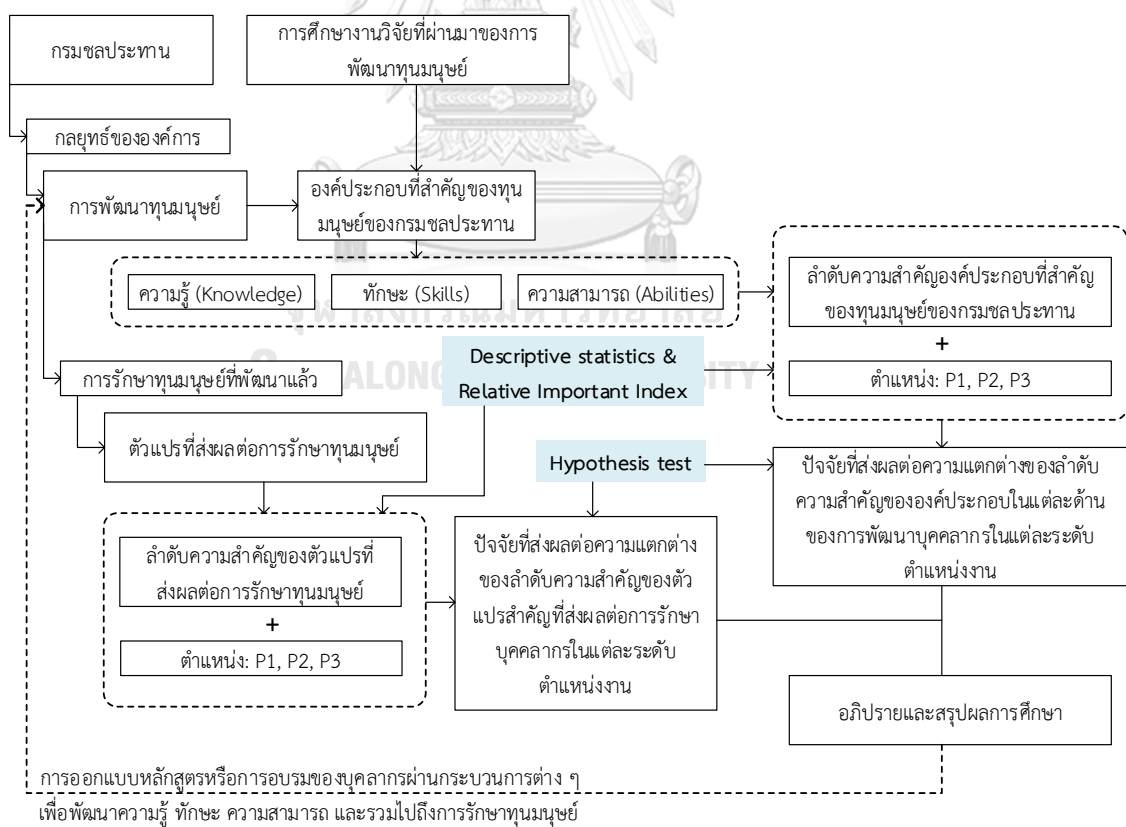 กรมชลประทาน
การศึกษางานวิจัยที่ผ่านมาของการ
พัฒนาทุนมนุษย์
กลยุทธ์ขององค์การ
การพัฒนาทุนมนุษย์
องค์ประกอบที่สำคัญของทุน
มนุษย์ของกรมชลประทาน
ความรู้ (Knowledge)
ทักษะ (Skills)
ความสามารถ (Abilities)
ลำดับความสำคัญองค์ประกอบที่สำคัญ
ของทุนมนุษย์ของกรมชลประทาน
+
ตำแหน่ง: P1, P2, P3
การรักษาทุนมนุษย์ที่พัฒนาแล้ว
Descriptive statistics &
Relative Important Index
ตัวแปรที่ส่งผลต่อการรักษาทุนมนุษย์
Hypothesis test
ปัจจัยที่ส่งผลต่อความแตกต่างของลำดับ
ความสำคัญขององค์ประกอบในแต่ละด้าน
ของการพัฒนาบุคคลากรในแต่ละระดับ
ตำแหน่งงาน
ลำดับความสำคัญของตัวแปรที่
ส่งผลต่อการรักษาทุนมนุษย์
+
ตำแหน่ง: P1, P2, P3
ปัจจัยที่ส่งผลต่อความแตกต่าง
ของลำดับความสำคัญของตัว
แปรสำคัญที่ส่งผลต่อการรักษา
บุคคลากรในแต่ละระดับ
ตำแหน่งงาน
อภิปรายและสรุปผลการศึกษา
การออกแบบหลักสูตรหรือการอบรมของบุคลากรผ่านกระบวนการต่าง ๆ
เพื่อพัฒนาความรู้ ทักษะ ความสามารถ และรวมไปถึงการรักษาทุนมนุษย์